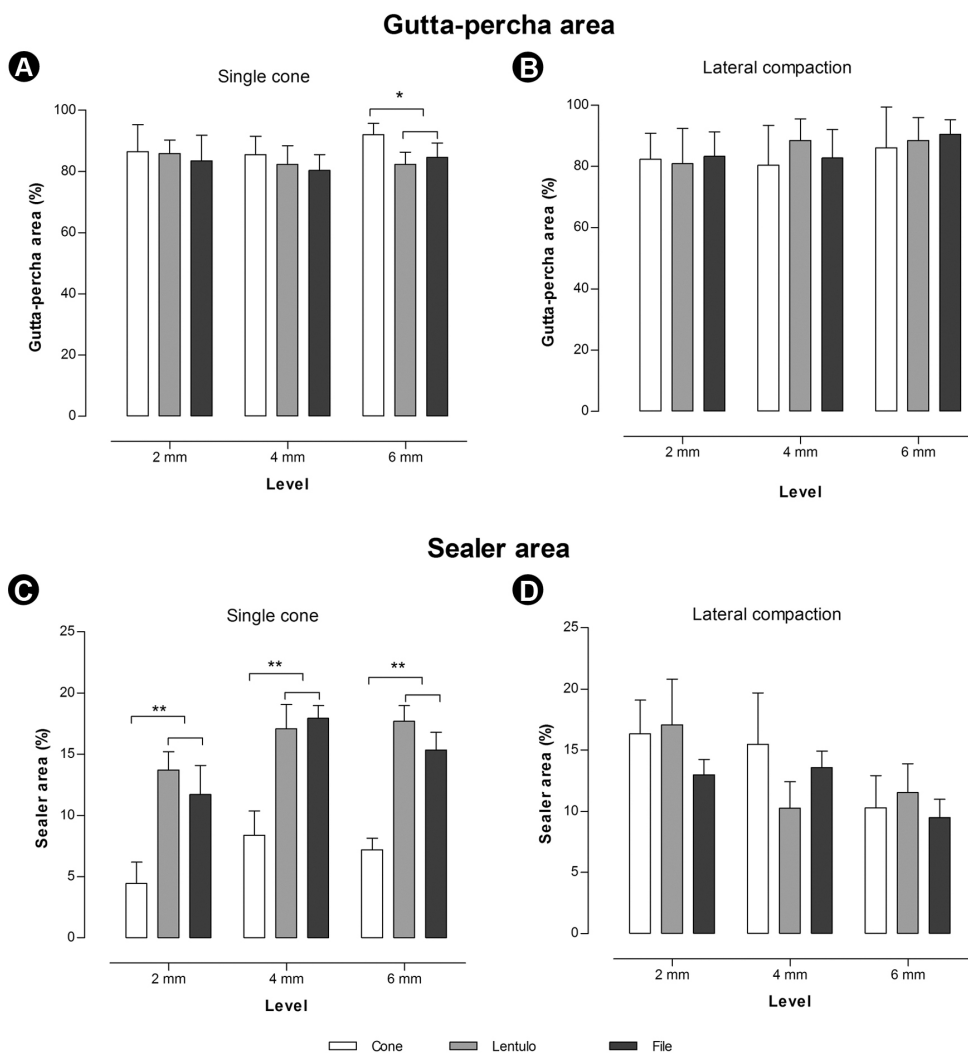 Gutta-percha area
A
Single cone
*
100
80
60
40
20
0
Gutta-percha area (%)
2 mm 4 mm 6 mm
Level
B
Lateral compaction
100
80
60
40
20
0
Gutta-percha area (%)
2 mm 4 mm 6 mm
Level
Sealer area
C
Single cone
** ** **
25
20
15
10
5
0
Sealer area (%)
2 mm 4 mm 6 mm
Level
D
Lateral compaction
25
20
15
10
5
0
Sealer area (%)
2 mm 4 mm 6 mm
Level
Cone Lentulo File